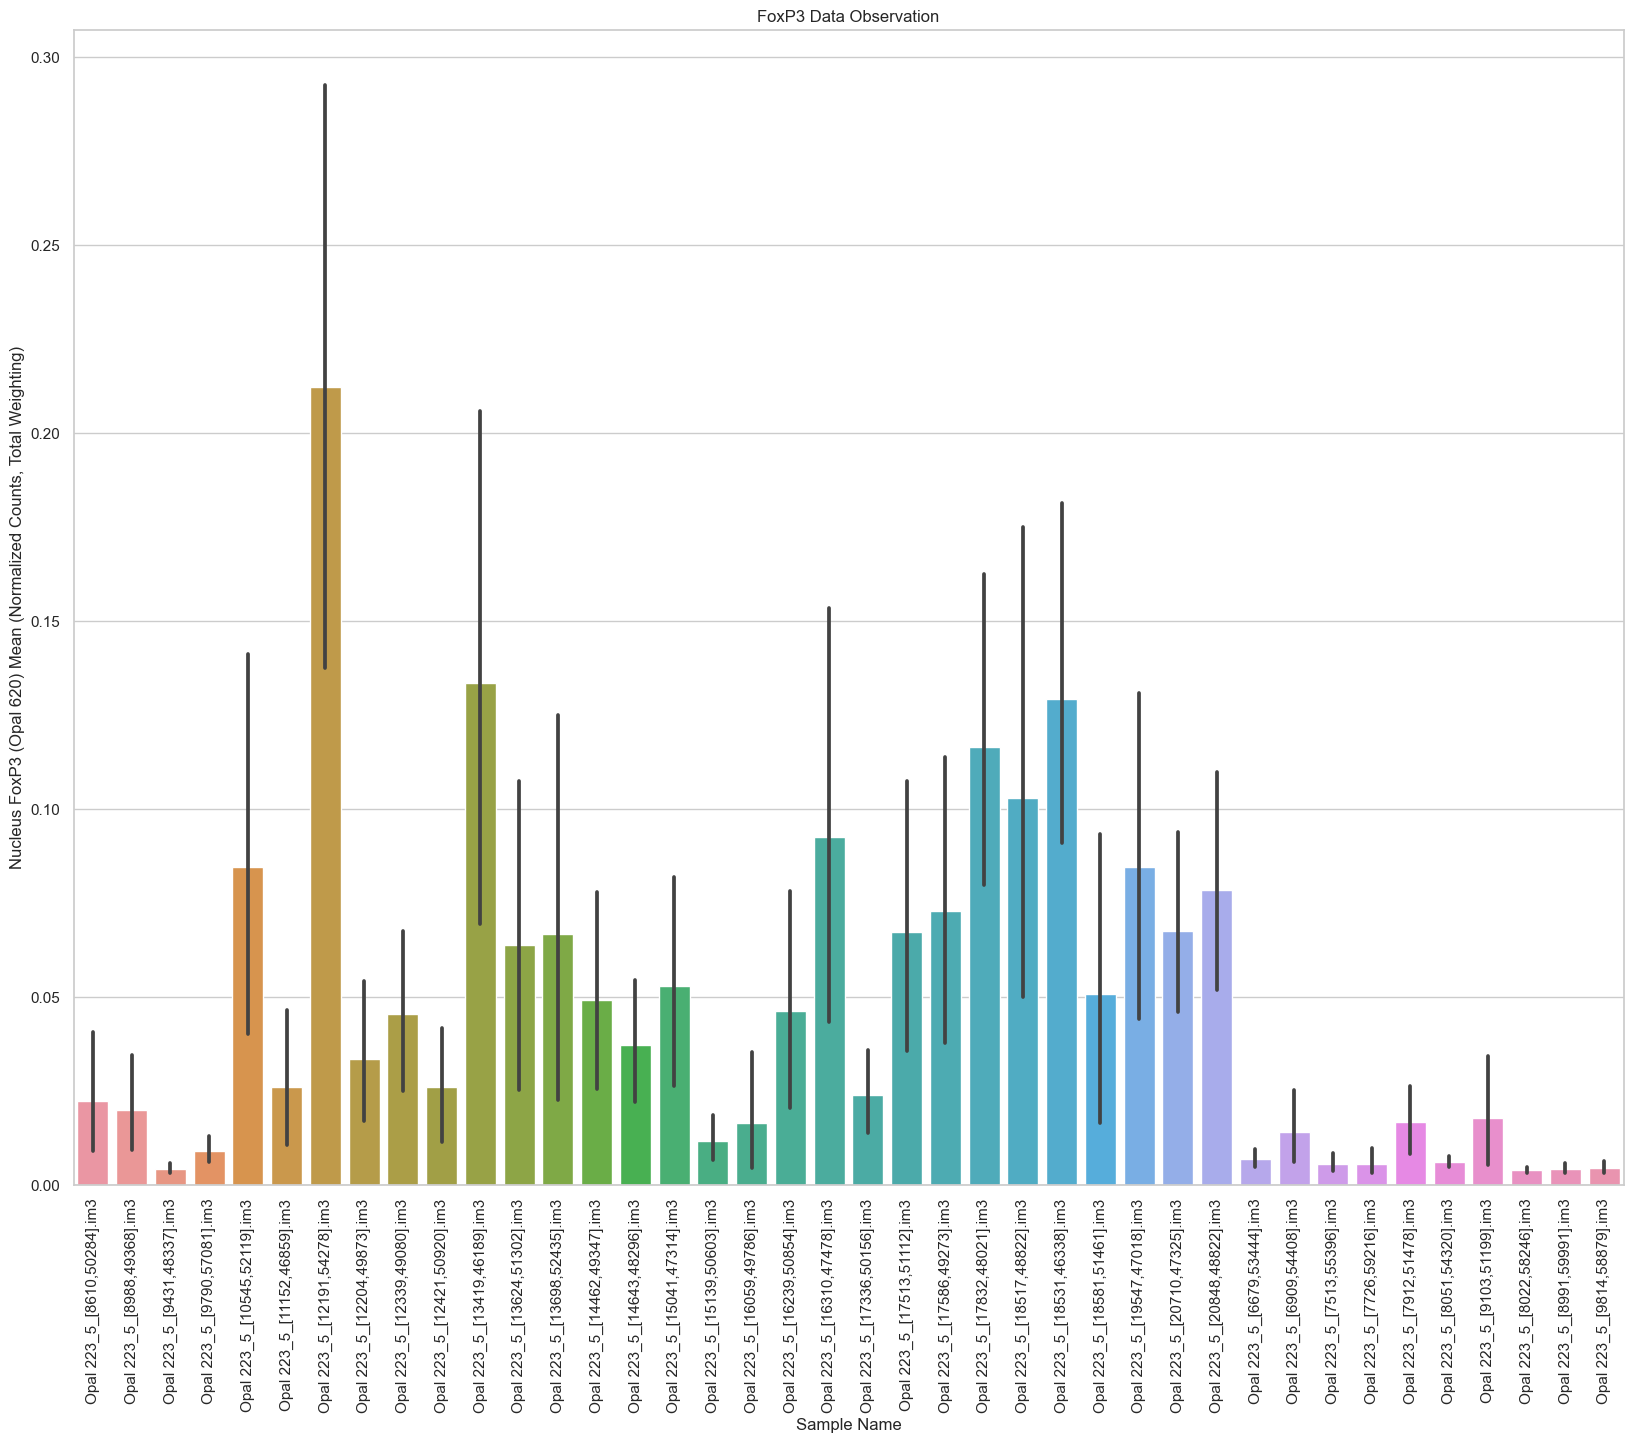 FoxP3 Data Observation
Nucleus FoxP3 (Opal 620) Mean (Normalized Counts, Total Weighting)
0.30
0.25
0.20
0.15
0.10
0.05
0.00
Opal 223_5_[8610,50284].im3
Opal 223_5_[8988,49368].im3
Opal 223_5_[9431,48337].im3
Opal 223_5_[9790,57081].im3
Opal 223_5_[10545,52119].im3
Opal 223_5_[11152,46859].im3
Opal 223_5_[12191,54278].im3
Opal 223_5_[12204,49873].im3
Opal 223_5_[12339,49080].im3
Opal 223_5_[12421,50920].im3
Opal 223_5_[13419,46189].im3
Opal 223_5_[13624,51302].im3
Opal 223_5_[13698,52435].im3
Opal 223_5_[14462,49347].im3
Opal 223_5_[14643,48296].im3
Opal 223_5_[15041,47314].im3
Opal 223_5_[15139,50603].im3
Opal 223_5_[16059,49786].im3
Opal 223_5_[16239,50854].im3
Opal 223_5_[16310,47478].im3
Opal 223_5_[17336,50156].im3
Opal 223_5_[17513,51112].im3
Opal 223_5_[17586,49273].im3
Opal 223_5_[17832,48021].im3
Opal 223_5_[18517,48822].im3
Opal 223_5_[18531,46338].im3
Opal 223_5_[18581,51461].im3
Opal 223_5_[19547,47018].im3
Opal 223_5_[20710,47325].im3
Opal 223_5_[20848,48822].im3
Opal 223_5_[6679,53444].im3
Opal 223_5_[6909,54408].im3
Opal 223_5_[7513,55396].im3
Opal 223_5_[7726,59216].im3
Opal 223_5_[7912,51478].im3
Opal 223_5_[8051,54320].im3
Opal 223_5_[9103,51199].im3
Opal 223_5_[8022,58246].im3
Opal 223_5_[8991,59991].im3
Opal 223_5_[9814,58879].im3
Sample Name